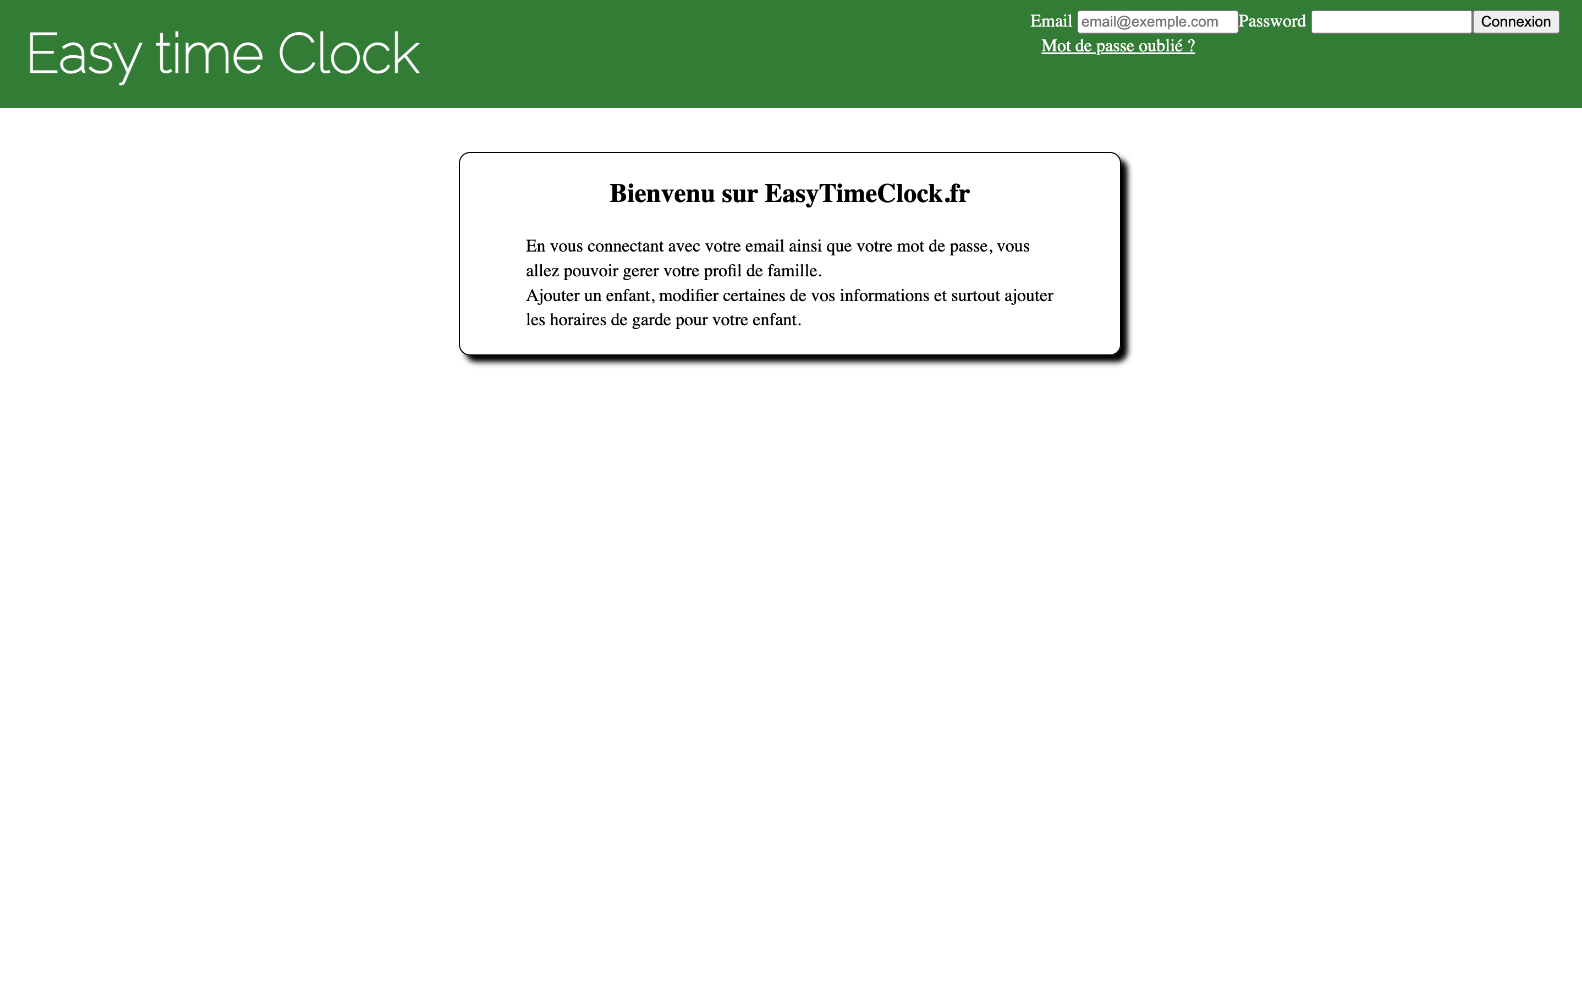 Easy time Clock
Email email@exemple.com Password Connexion
Mot de passe oublié ?
Bienvenu sur EasyTimeClock.fr
En vous connectant avec votre email ainsi que votre mot de passe, vous
allez pouvoir gerer votre profil de famille.
Ajouter un enfant, modifier certaines de vos informations et surtout ajouter
les horaires de garde pour votre enfant.